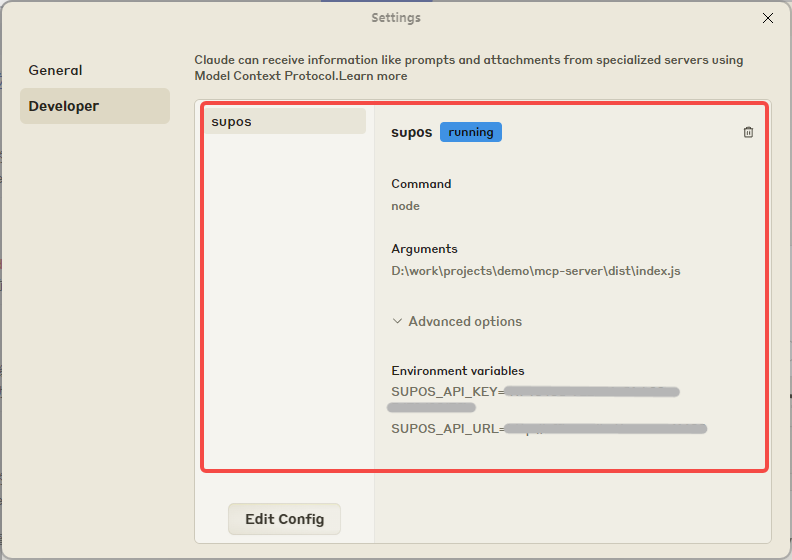 Settings
General
Developer
Claude can receive information like prompts and attachments from specialized servers using
Model Context Protocol.Learn more
supos
supos running
Command
node
Arguments
D:\work\projects\demo\mcp-server\dist\index.js
Advanced options
Environment variables
SUPOS_API_KEY=
SUPOS_API_URL=
Edit Config